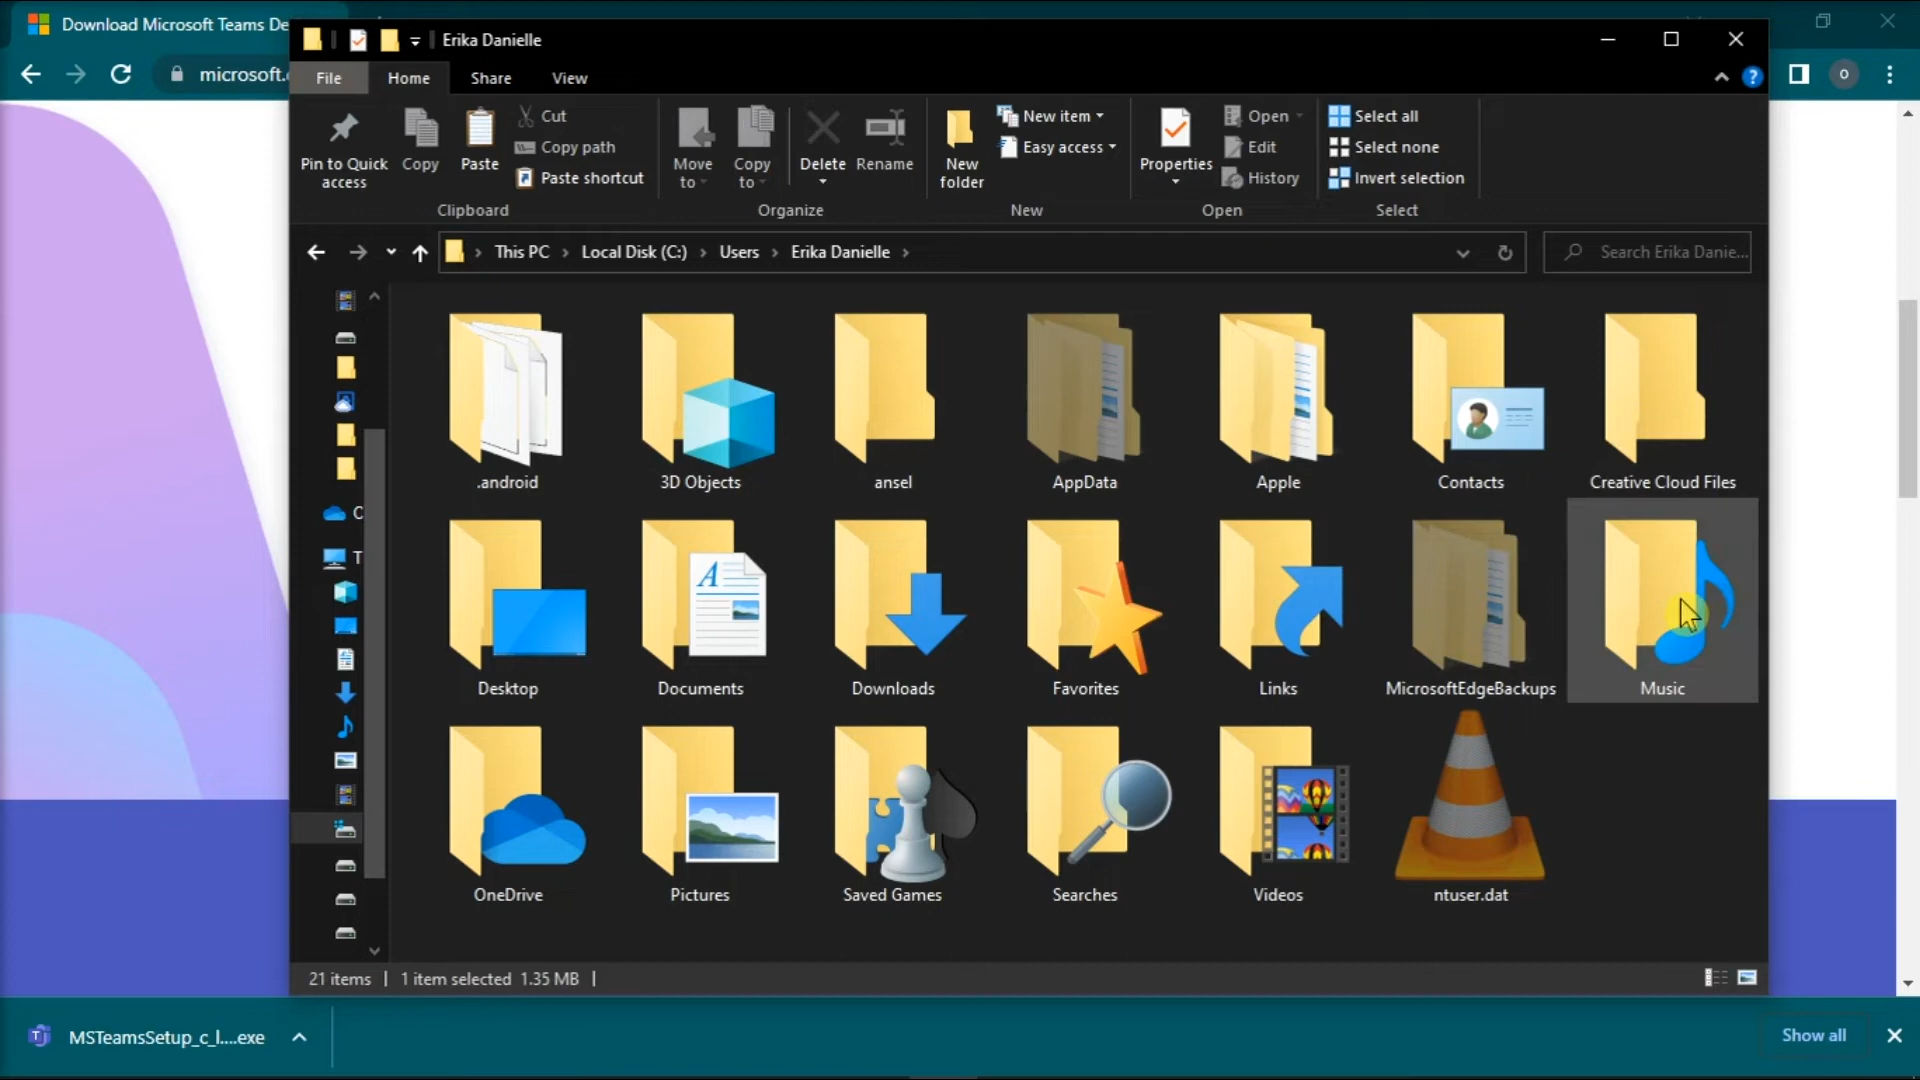 Download Microsoft Teams De
Erika Danielle
microsoft.
File Home Share View
Pin to Quick access
Copy
Paste
Cut
Copy path
Paste shortcut
Clipboard
Move to
Copy to
Delete
Rename
Organize
New folder
New item
Easy access
New
Properties
Open
Edit
History
Open
Select all
Select none
Invert selection
Select
This PC > Local Disk (C:) > Users > Erika Danielle >
Search Erika Danie...
C
T
.android 3D Objects ansel AppData Apple Contacts Creative Cloud Files
Desktop Documents Downloads Favorites Links MicrosoftEdgeBackups Music
OneDrive Pictures Saved Games Searches Videos ntuser.dat
21 items | 1 item selected 1.35 MB |
MSTeamsSetup_c_l....exe
Show all